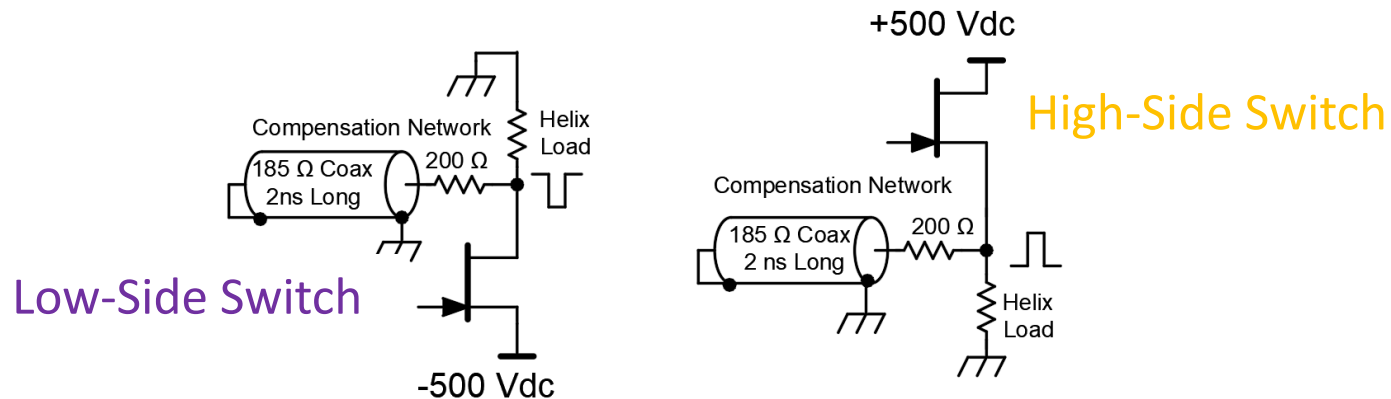 Compensation Network
185 Ω Coax
2ns Long
200 Ω
Helix
Load
Low-Side Switch
-500 Vdc
+500 Vdc
High-Side Switch
Compensation Network
185 Ω Coax
2 ns Long
200 Ω
Helix
Load